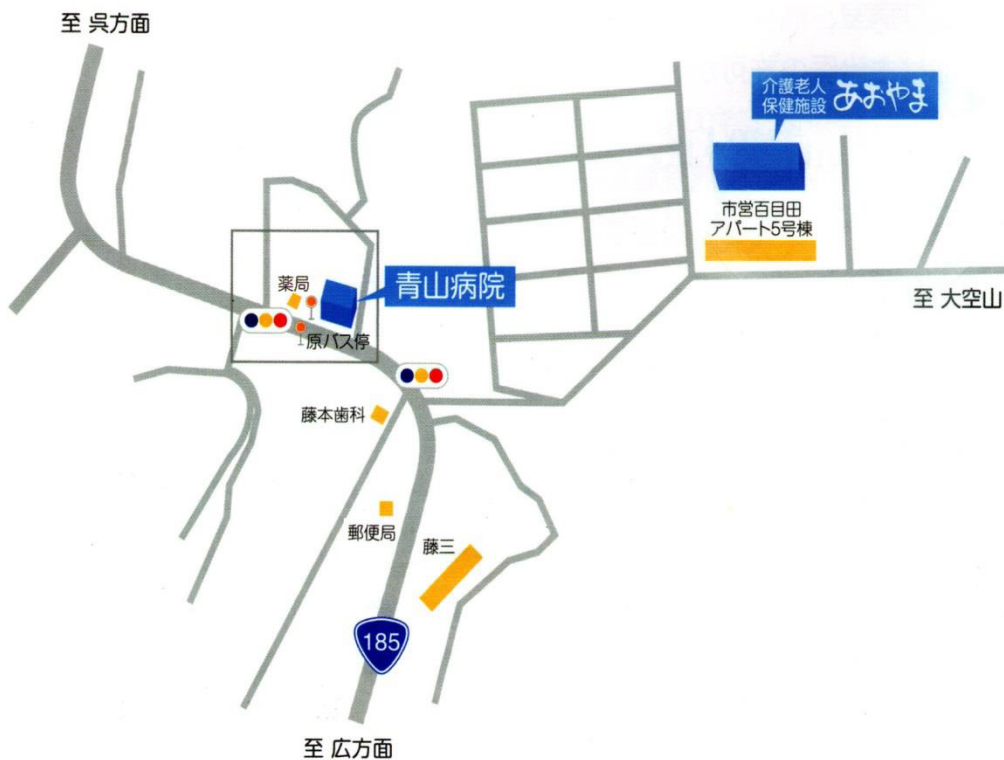 至 呉方面
介護老人
保健施設 あおやま
市営百目田
アパート5号棟
至 大空山
薬局
青山病院
原バス停
藤本歯科
郵便局
藤三
185
至 広方面